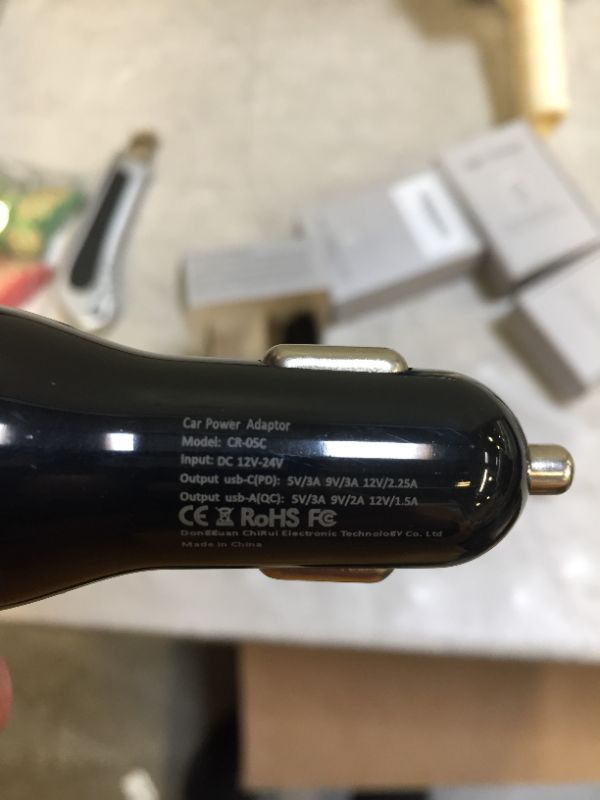 Car Power Adaptor
Model: CR-05C
Input: DC 12V-24V
Output usb-C(PD): 5V/3A 9V/3A 12V/2.25A
Output usb-A(QC): 5V/3A 9V/2A 12V/1.5A
CE RoHS FC
DonGGuan ChiRui Electronic TechnoloGY Co. Ltd
Made in China